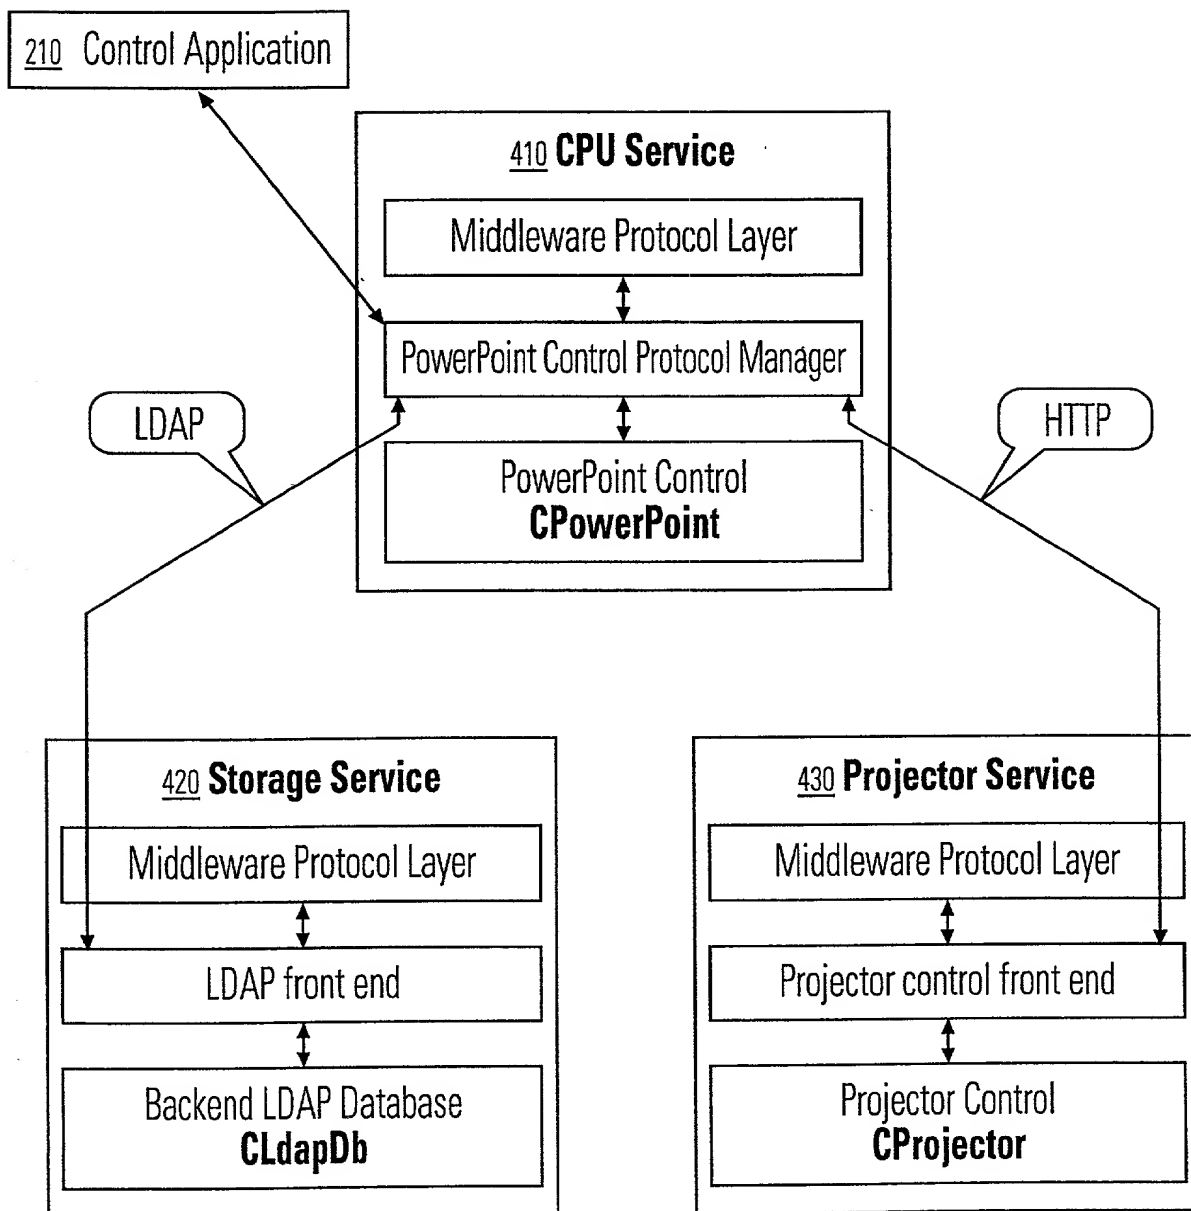 210 Control Application
410 CPU Service
Middleware Protocol Layer
PowerPoint Control Protocol Manager
LDAP
HTTP
PowerPoint Control
CPowerPoint
420 Storage Service
Middleware Protocol Layer
LDAP front end
Backend LDAP Database
CLdapDb
430 Projector Service
Middleware Protocol Layer
Projector control front end
Projector Control
CProjector